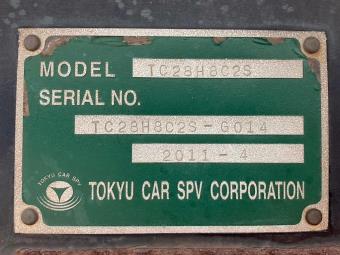 MODEL TC28H8C2S
SERIAL NO.
TC28H8C2S-G014
2011-4
TOKYU CAR SPV
TOKYU CAR SPV CORPORATION